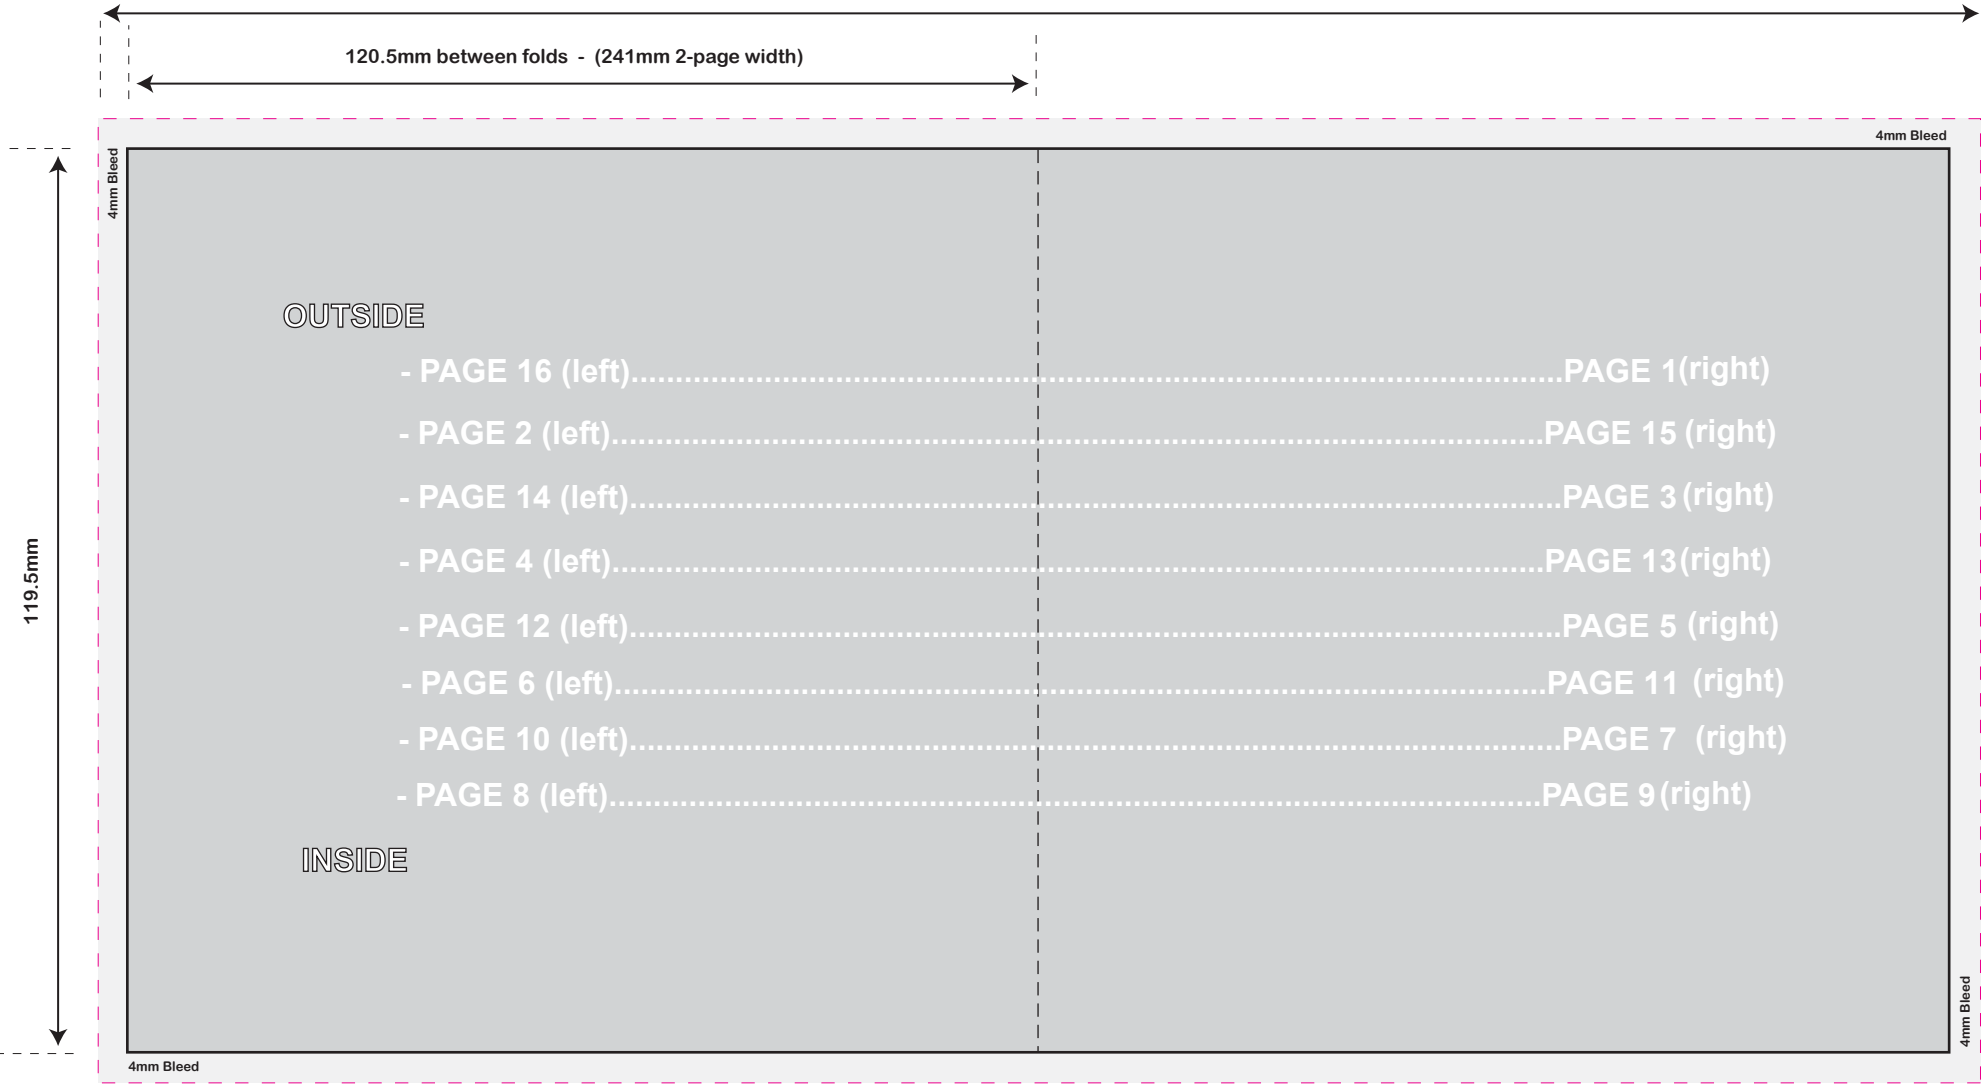 120.5mm between folds - (241mm 2-page width)
4mm Bleed
4mm Bleed
119.5mm
OUTSIDE
- PAGE 16 (left)..........................................................................................................PAGE 1(right)
- PAGE 2 (left)..........................................................................................................PAGE 15 (right)
- PAGE 14 (left)..........................................................................................................PAGE 3 (right)
- PAGE 4 (left)..........................................................................................................PAGE 13(right)
- PAGE 12 (left)..........................................................................................................PAGE 5 (right)
- PAGE 6 (left)..........................................................................................................PAGE 11 (right)
- PAGE 10 (left)..........................................................................................................PAGE 7 (right)
- PAGE 8 (left)..........................................................................................................PAGE 9(right)
INSIDE
4mm Bleed
4mm Bleed